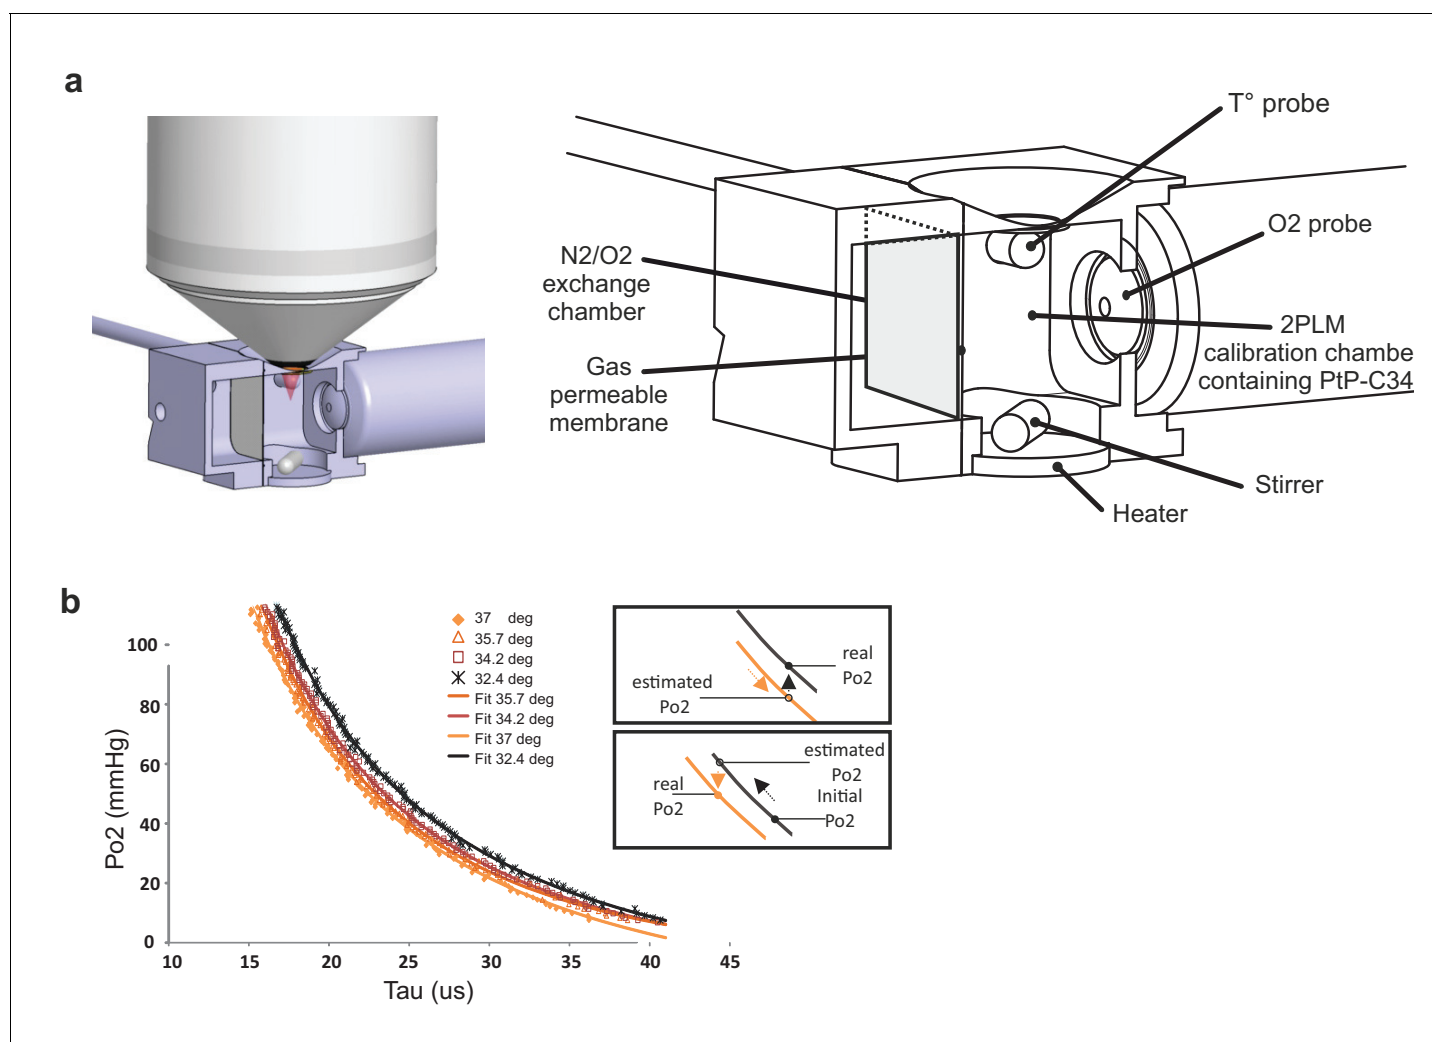 a
T° probe
O2 probe
N2/O2
exchange
chamber
Gas
permeable
membrane
2PLM
calibration chambe
containing PtP-C34
Stirrer
Heater
b
Po2 (mmHg)
100
80
60
40
20
0
10
15
20
25
30
35
40
45
Tau (us)
37 deg
35.7 deg
34.2 deg
32.4 deg
Fit 35.7 deg
Fit 34.2 deg
Fit 37 deg
Fit 32.4 deg
real
Po2
estimated
Po2
estimated
Po2
real
Po2
Initial
Po2